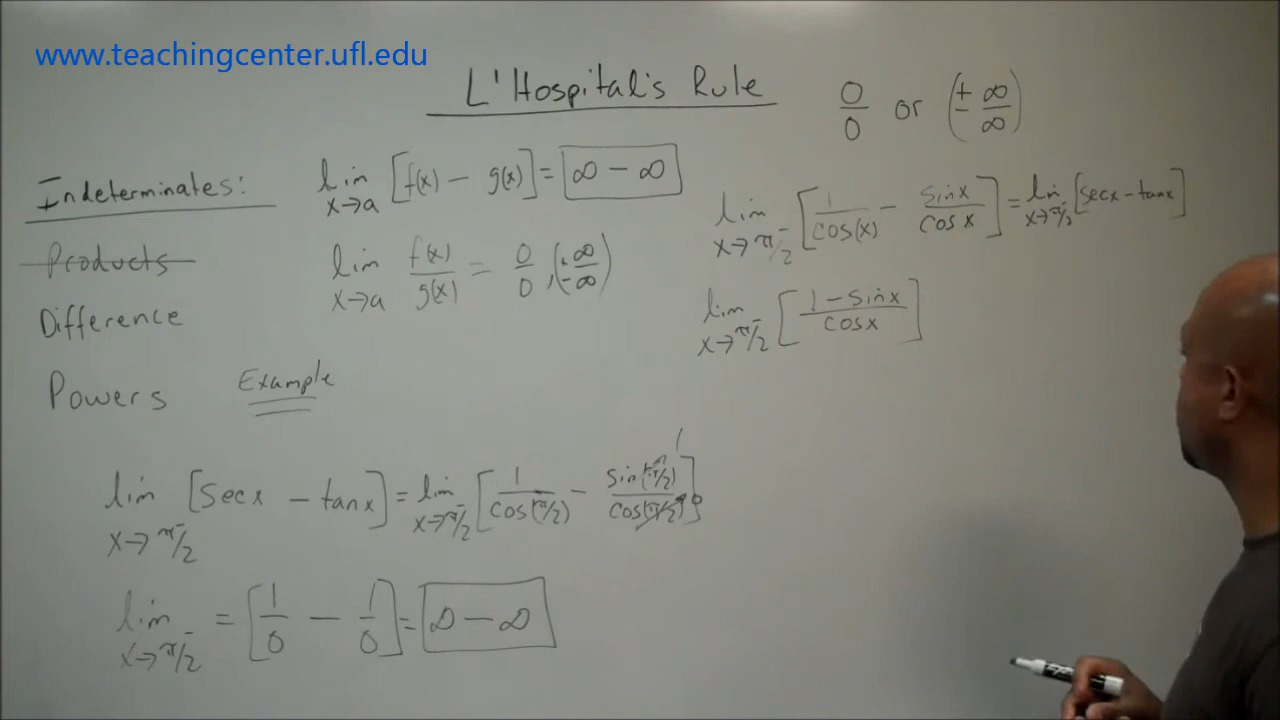 www.teachingcenter.ufl.edu
L'Hospital's Rule
0/0 or (± ∞/∞)
Indeterminates:
Products
Difference
Powers
lim x→a [f(x) − g(x)] = ∞ − ∞
lim x→a f(x)/g(x) = 0/0, (± ∞/∞)
lim x→π⁻/2 [1/cos(x) − sinx/cosx] = lim x→π⁻/2 [secx − tanx]
lim x→π⁻/2 [1−sinx/cosx]
Example
lim x→π⁻/2 [secx − tanx] = lim x→π⁻/2 [1/cos(π/2) − sin(π/2)/cos(π/2)] 1 0
lim x→π⁻/2 = [1/0 − 1/0] = ∞ − ∞